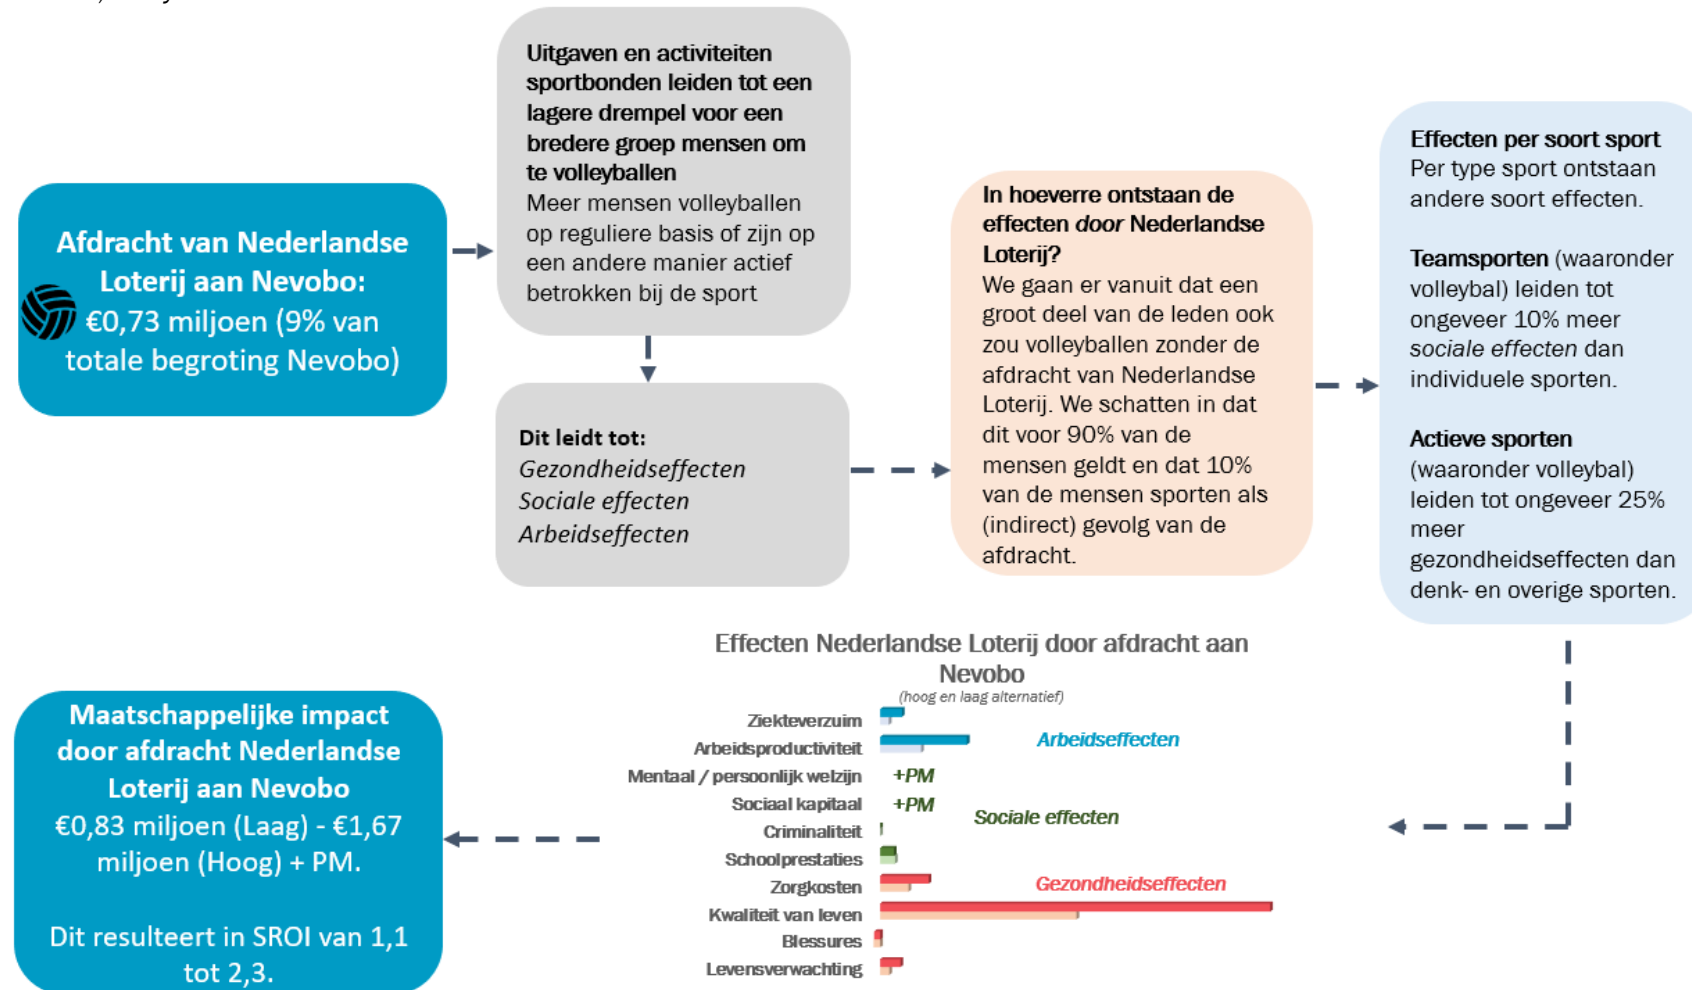 Uitgaven en activiteiten
sportbonden leiden tot een
lagere drempel voor een
bredere groep mensen om
te volleyballen
Meer mensen volleyballen
op reguliere basis of zijn op
een andere manier actief
betrokken bij de sport
Afdracht van Nederlandse
Loterij aan Nevobo:
€0,73 miljoen (9% van
totale begroting Nevobo)
Dit leidt tot:
Gezondheidseffecten
Sociale effecten
Arbeidseffecten
In hoeverre ontstaan de
effecten door Nederlandse
Loterij?
We gaan er vanuit dat een
groot deel van de leden ook
zou volleyballen zonder de
afdracht van Nederlandse
Loterij. We schatten in dat
dit voor 90% van de
mensen geldt en dat 10%
van de mensen sporten als
(indirect) gevolg van de
afdracht.
Effecten per soort sport
Per type sport ontstaan
andere soort effecten.
Teamsporten (waaronder
volleybal) leiden tot
ongeveer 10% meer
sociale effecten dan
individuele sporten.
Actieve sporten
(waaronder volleybal)
leiden tot ongeveer 25%
meer
gezondheidseffecten dan
denk- en overige sporten.
Effecten Nederlandse Loterij door afdracht aan
Nevobo
(hoog en laag alternatief)
Ziekteverzuim
Arbeidsproductiviteit
Arbeidseffecten
Mentaal / persoonlijk welzijn +PM
Sociaal kapitaal +PM
Sociale effecten
Criminaliteit
Schoolprestaties
Zorgkosten
Gezondheidseffecten
Kwaliteit van leven
Blessures
Levensverwachting
Maatschappelijke impact
door afdracht Nederlandse
Loterij aan Nevobo
€0,83 miljoen (Laag) - €1,67
miljoen (Hoog) + PM.
Dit resulteert in SROI van 1,1
tot 2,3.